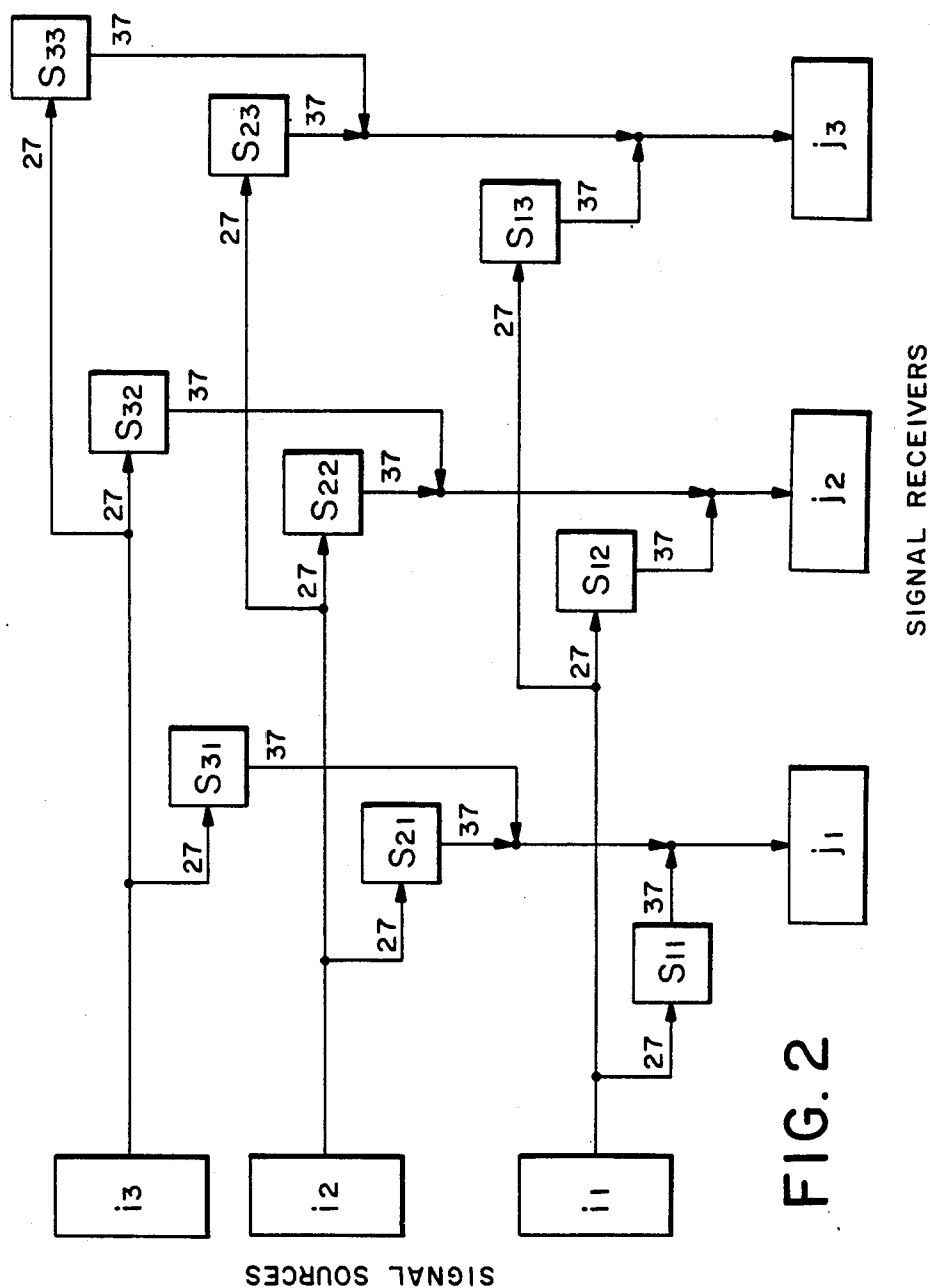 SIGNAL SOURCES
i3
27
S31
37
27
S32
37
27
S33
37
i2
27
S21
37
27
S22
37
27
S23
37
i1
27
S11
37
27
S12
37
27
S13
37
j1
j2
j3
SIGNAL RECEIVERS
FIG. 2